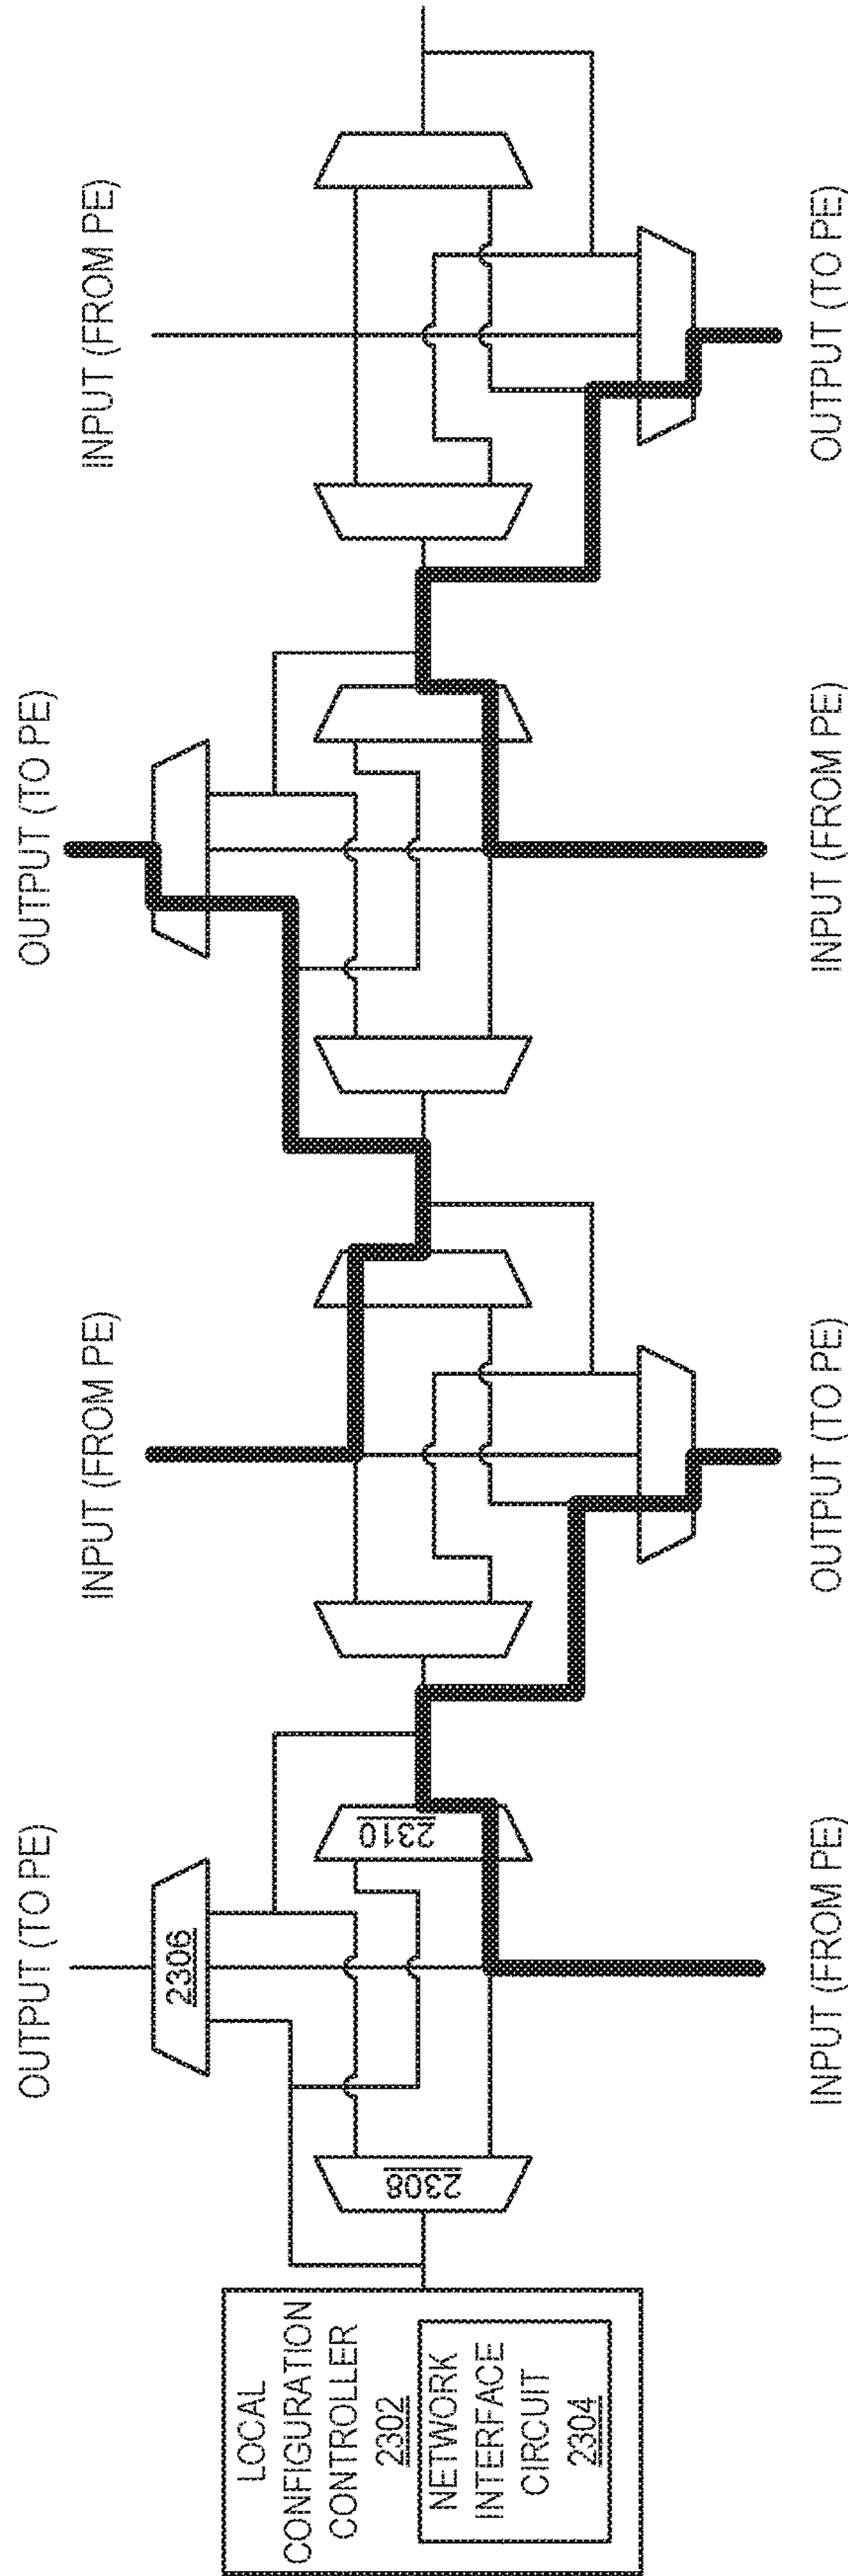 OUTPUT (TO PE)
INPUT (FROM PE)
OUTPUT (TO PE)
INPUT (FROM PE)
LOCAL
CONFIGURATION
CONTROLLER
2302
NETWORK
INTERFACE
CIRCUIT
2304
2306
2308
2310
INPUT (FROM PE)
OUTPUT (TO PE)
INPUT (FROM PE)
OUTPUT (TO PE)